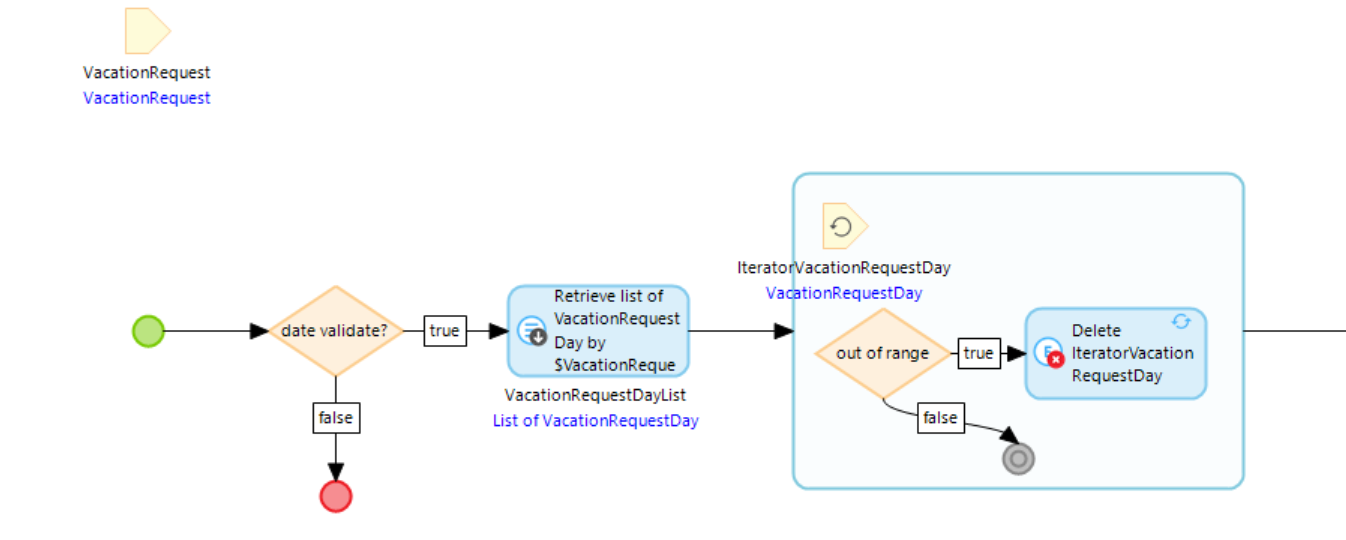 VacationRequest
VacationRequest
date validate?
true
false
Retrieve list of
VacationRequest
Day by
$VacationReque
VacationRequestDayList
List of VacationRequestDay
IteratorVacationRequestDay
VacationRequestDay
out of range
true
false
Delete
IteratorVacation
RequestDay